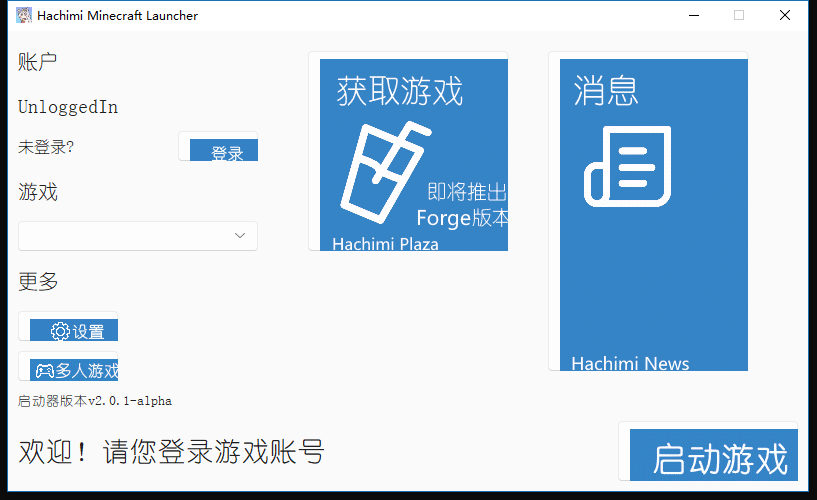 Hachimi Minecraft Launcher
账户
UnloggedIn
未登录?
登录
游戏
更多
设置
多人游戏
启动器版本v2.0.1-alpha
欢迎！请您登录游戏账号
获取游戏
即将推出
Forge版本
Hachimi Plaza
消息
Hachimi News
启动游戏